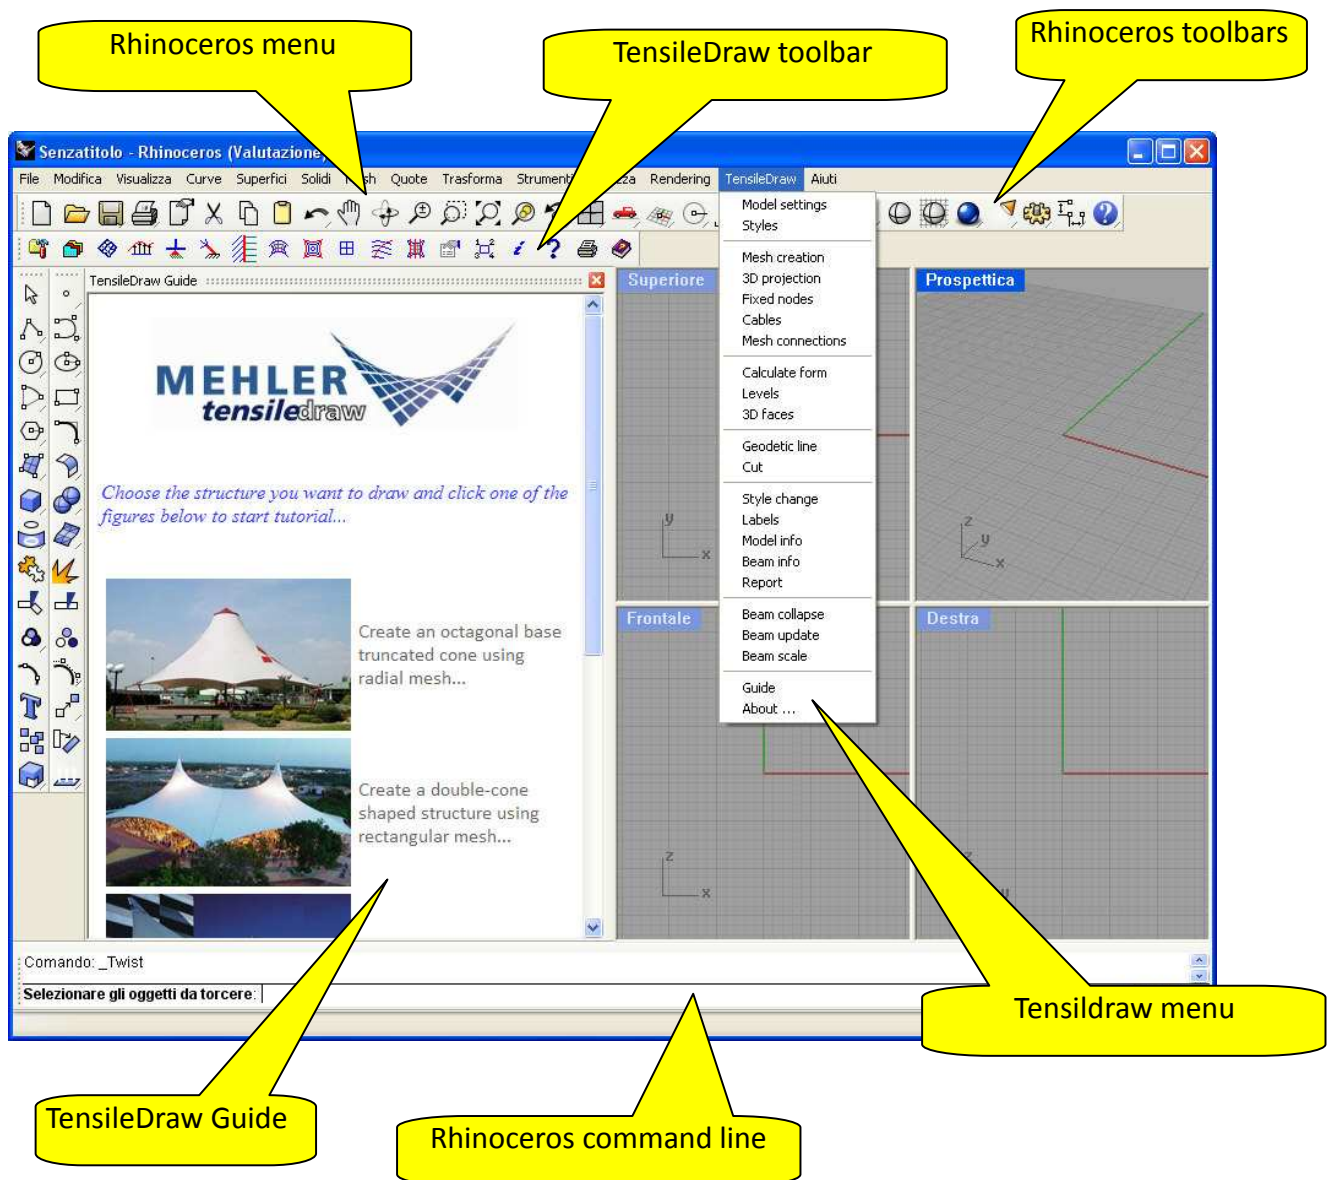 Rhinoceros menu
TensileDraw toolbar
Rhinoceros toolbars
Senzatitolo - Rhinoceros (Valutazione)
File Modifica Visualizza Curve Superfici Solidi Mesh Quote Trasforma Strumenti Rendering TensileDraw Aiuti
TensileDraw Guide
MEHLER
tensiledraw
Choose the structure you want to draw and click one of the
figures below to start tutorial...
Create an octagonal base
truncated cone using
radial mesh...
Create a double-cone
shaped structure using
rectangular mesh...
Model settings
Styles
Mesh creation
3D projection
Fixed nodes
Cables
Mesh connections
Calculate form
Levels
3D faces
Geodetic line
Cut
Style change
Labels
Model info
Beam info
Report
Beam collapse
Beam update
Beam scale
Guide
About ...
Superiore
y
x
Prospettica
z
y
x
Frontale
z
x
Destra
z
y
Comando: _Twist
Selezionare gli oggetti da torcere:
Tensildraw menu
TensileDraw Guide
Rhinoceros command line